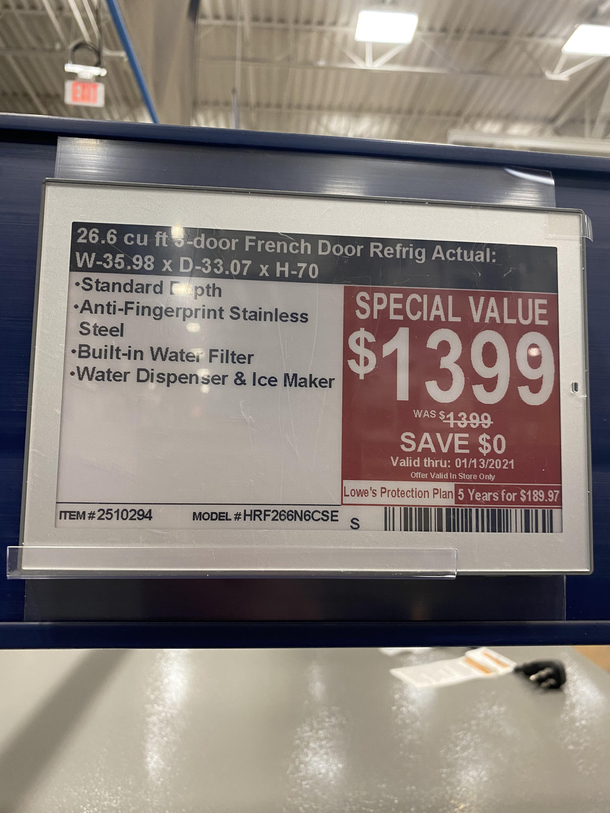 26.6 cu ft 3-door French Door Refrig Actual:
W-35.98 x D-33.07 x H-70
•Standard Depth
•Anti-Fingerprint Stainless
Steel
•Built-in Water Filter
•Water Dispenser & Ice Maker
SPECIAL VALUE
$1399
WAS $1399
SAVE $0
Valid thru: 01/13/2021
Offer Valid In Store Only
Lowe's Protection Plan 5 Years for $189.97
ITEM # 2510294 MODEL # HRF266N6CSE S